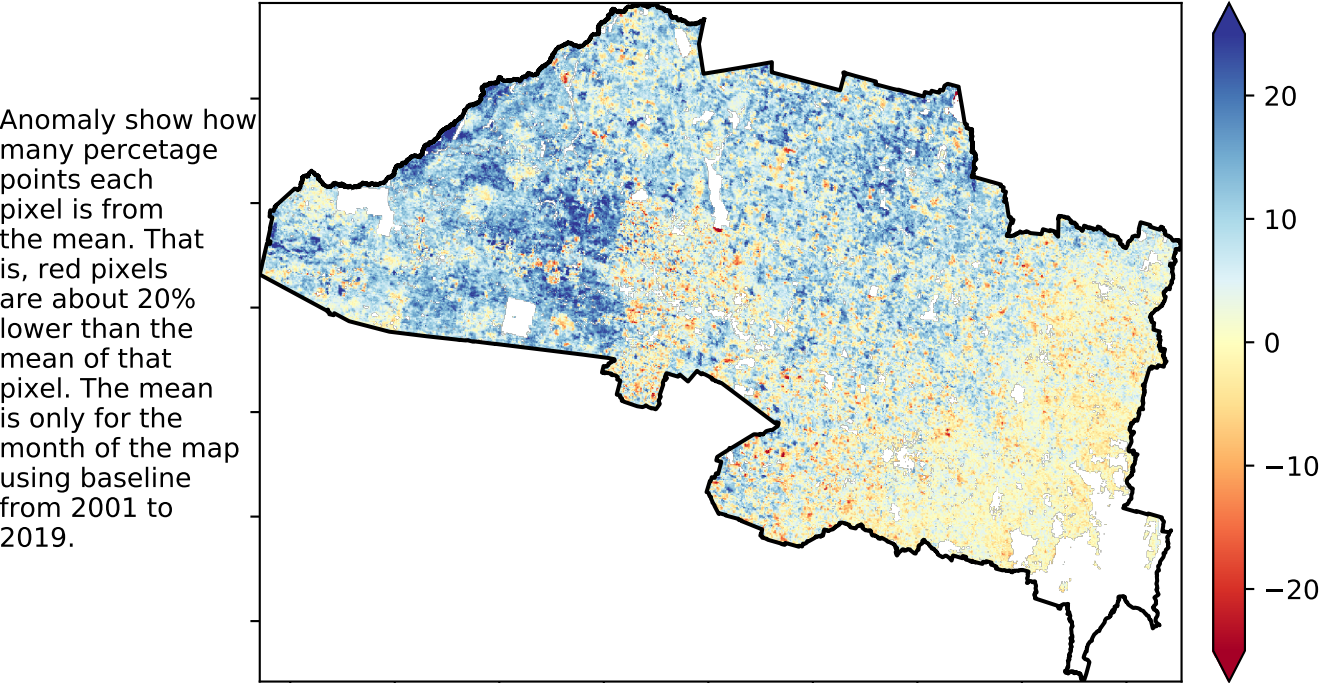 Anomaly show how
many percetage
points each
pixel is from
the mean. That
is, red pixels
are about 20%
lower than the
mean of that
pixel. The mean
is only for the
month of the map
using baseline
from 2001 to
2019.
20
10
0
−10
−20